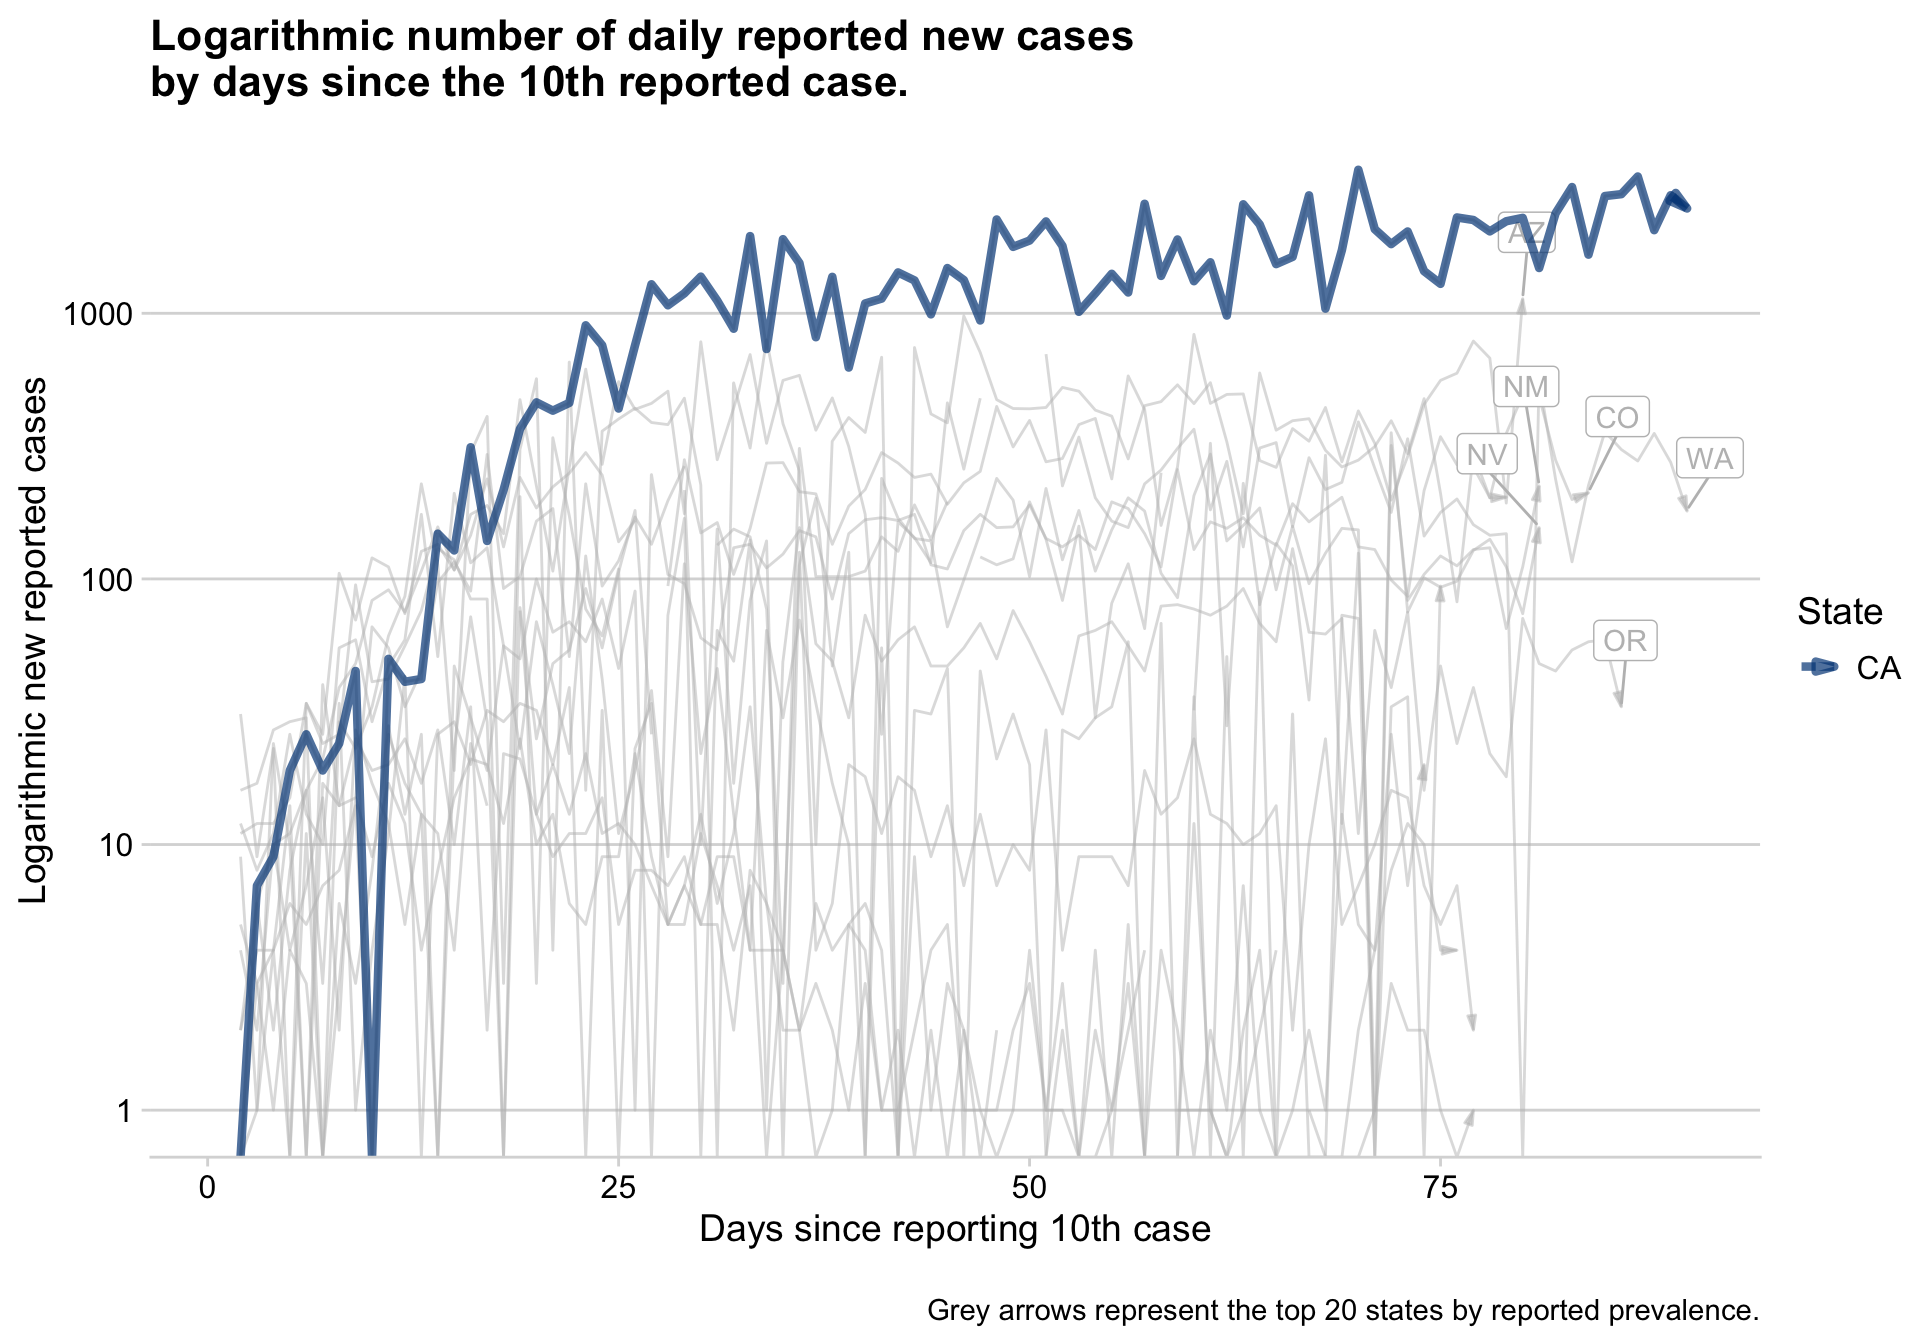 Logarithmic number of daily reported new cases
by days since the 10th reported case.
Logarithmic new reported cases
1000
100
10
1
AZ
NM
CO
NV
WA
OR
State
CA
0
25
50
75
Days since reporting 10th case
Grey arrows represent the top 20 states by reported prevalence.